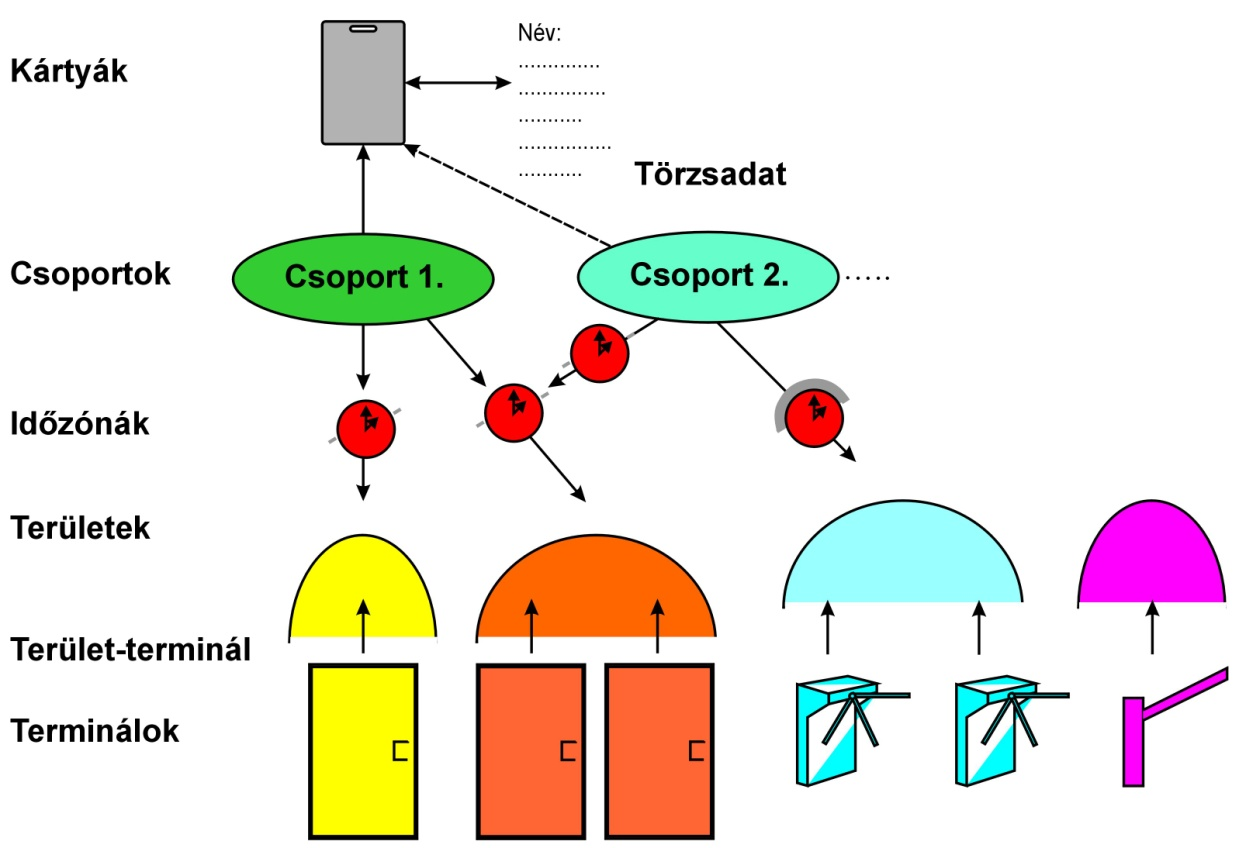 Név:
Kártyák
..............
...............
...........
................
...........
Törzsadat
Csoportok
Csoport 1.
Csoport 2.
.....
Időzónák
Területek
Terület-terminál
Terminálok